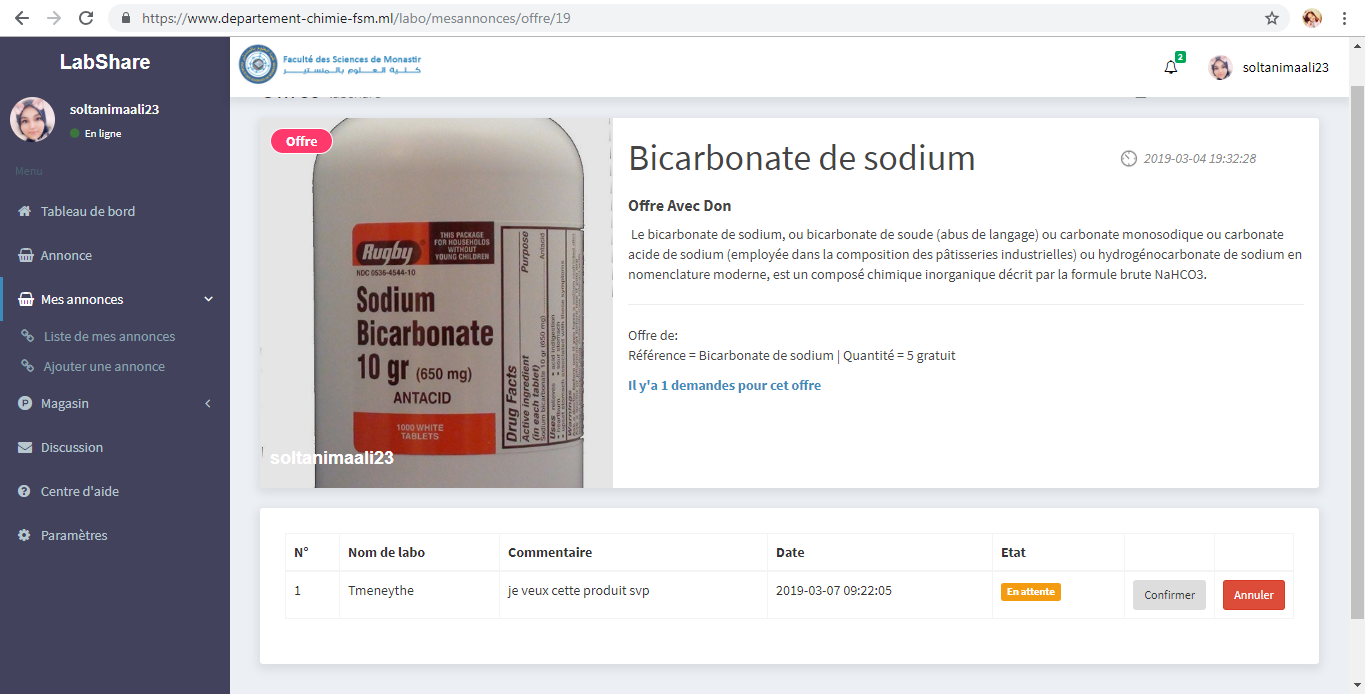 https://www.departement-chimie-fsm.ml/labo/mesannonces/offre/19
LabShare
soltanimaali23
En ligne
Menu
Tableau de bord
Annonce
Mes annonces
Liste de mes annonces
Ajouter une annonce
Magasin
Discussion
Centre d'aide
Paramètres
Faculté des Sciences de Monastir
كلية العلوم بالمنستير
2
soltanimaali23
Offre
Rugby
THIS PACKAGE
FOR HOUSEHOLDS
WITHOUT
YOUNG CHILDREN
NDC 0536-4544-10
Sodium
Bicarbonate
10 gr (650 mg)
ANTACID
1000 WHITE
TABLETS
Drug Facts
Active ingredient
(in each tablet)
Sodium bicarbonate 10 gr (650 mg)
Purpose
Antacid
Uses
soltanimaali23
Bicarbonate de sodium
2019-03-04 19:32:28
Offre Avec Don
Le bicarbonate de sodium, ou bicarbonate de soude (abus de langage) ou carbonate monosodique ou carbonate
acide de sodium (employée dans la composition des pâtisseries industrielles) ou hydrogénocarbonate de sodium en
nomenclature moderne, est un composé chimique inorganique décrit par la formule brute NaHCO3.
Offre de:
Référence = Bicarbonate de sodium | Quantité = 5 gratuit
Il y'a 1 demandes pour cet offre
N° Nom de labo Commentaire Date Etat
1 Tmeneythe je veux cette produit svp 2019-03-07 09:22:05 En attente Confirmer Annuler